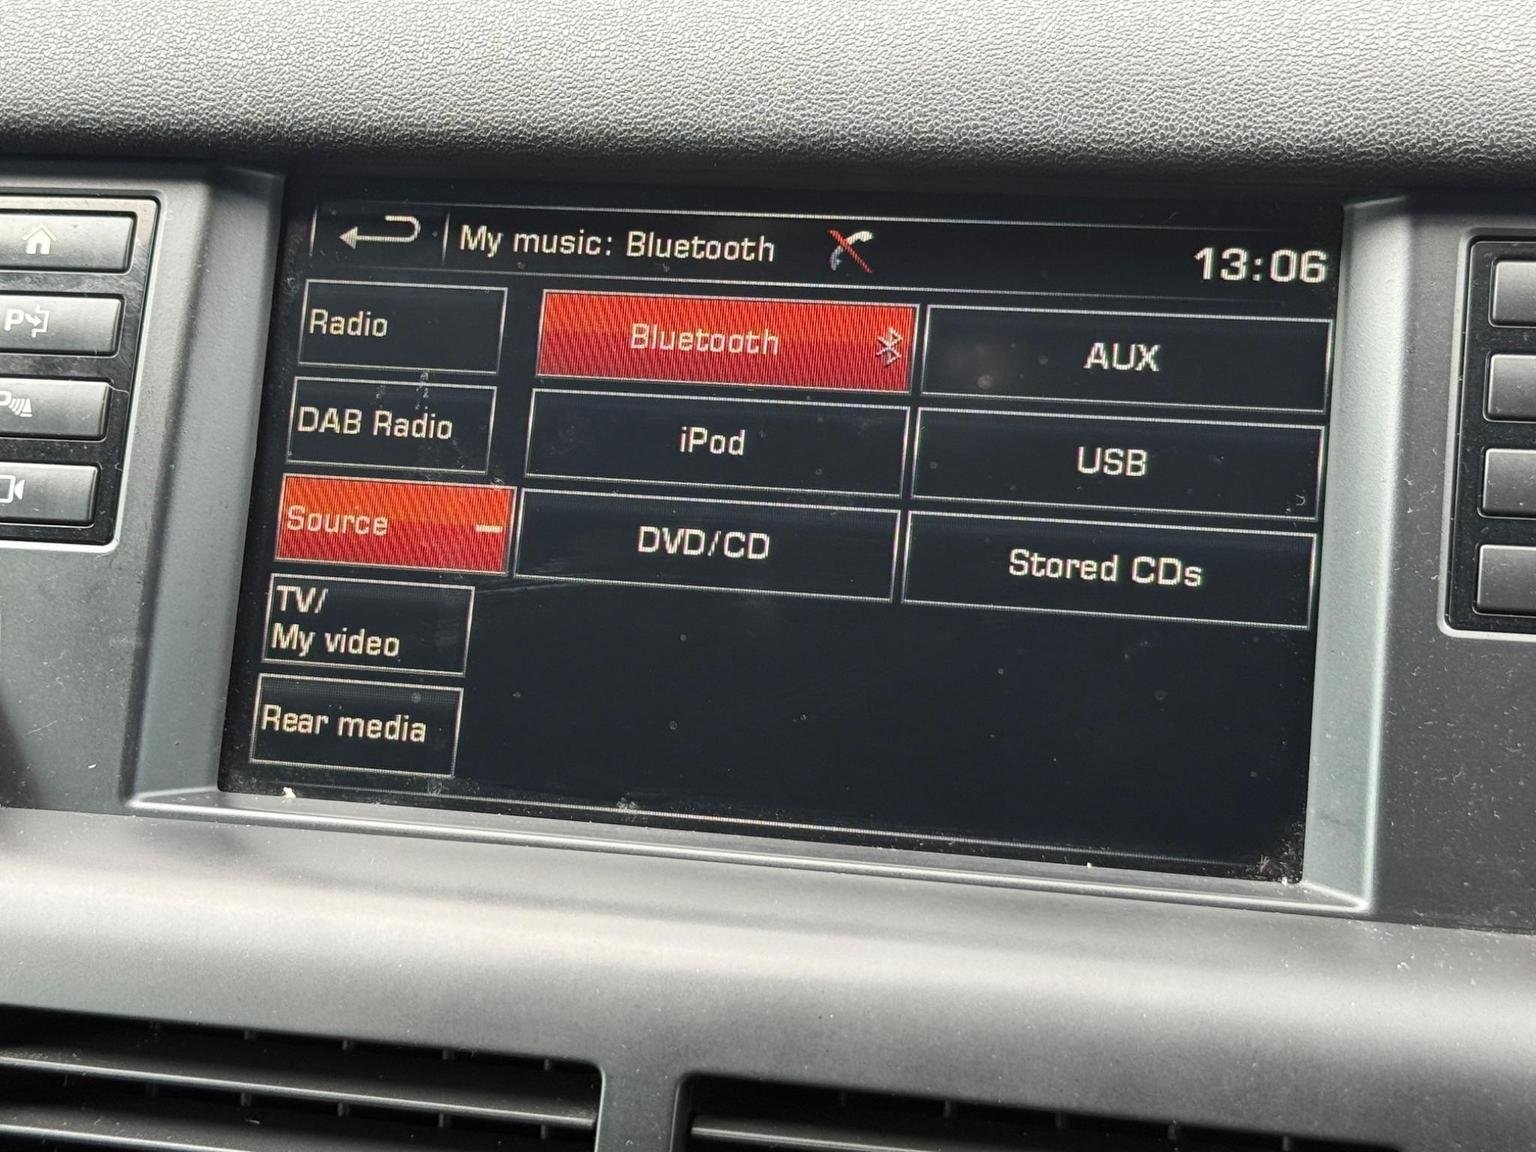 My music: Bluetooth
13:06
Radio
Bluetooth
AUX
DAB Radio
iPod
USB
Source
DVD/CD
Stored CDs
TV/
My video
Rear media
P
P